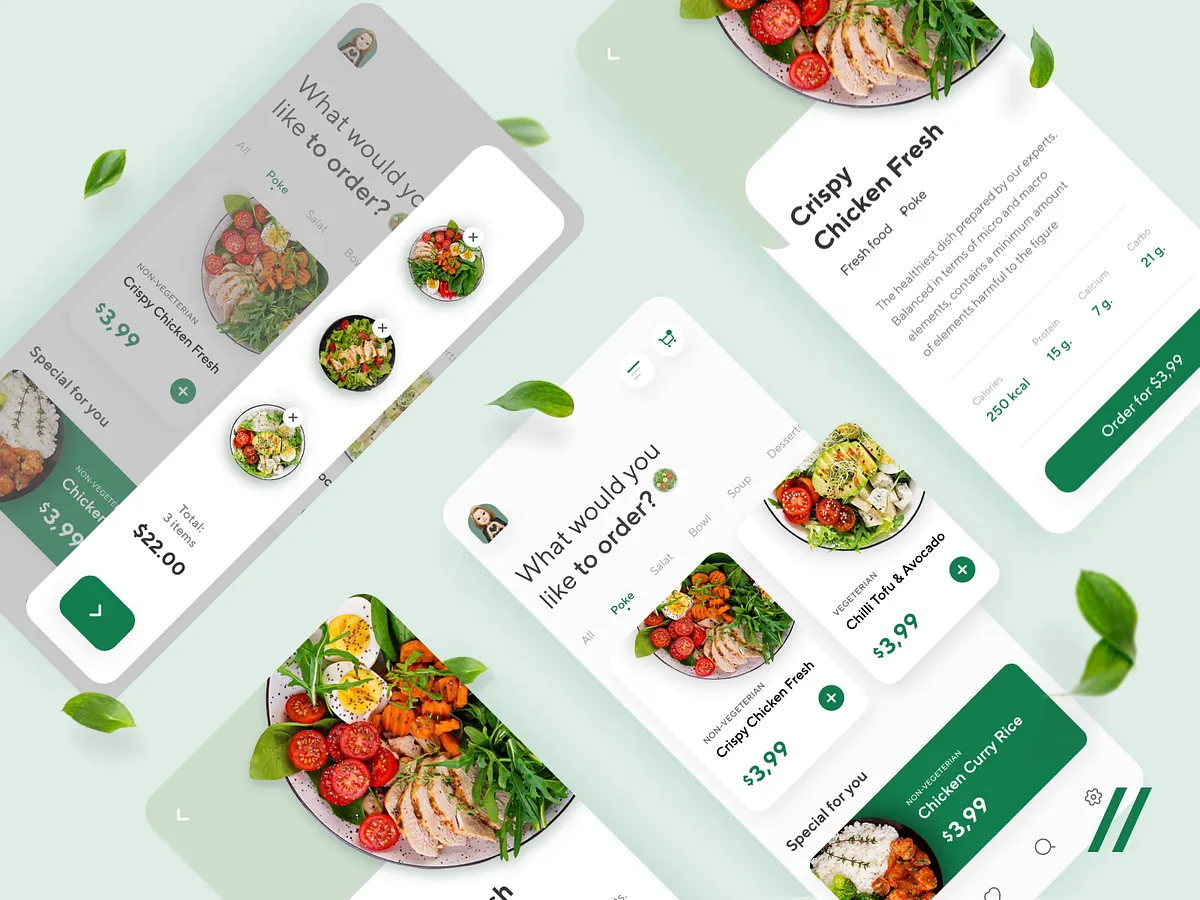 What would yo
like to order?
All
Poke
Salat
Bo
NON-VEGETERIAN
Crispy Chicken Fresh
$3,99
Special for you
NON-VEGETE
Chicken
$3,99
Total:
3 items
$22.00
Crispy
Chicken Fresh
Fresh food
Poke
The healthiest dish prepared by our experts.
Balanced in terms of micro and macro
elements, contains a minimum amount
of elements harmful to the figure
Calories
250 kcal
Protein
15 g.
Calcium
7 g.
Carbo
21 g.
Order for $3,99
What would you
like to order?
All
Poke
Salat
Bowl
Soup
Desserts
NON-VEGETERIAN
Crispy Chicken Fresh
$3,99
VEGETERIAN
Chilli Tofu & Avocado
$3,99
Special for you
NON-VEGETERIAN
Chicken Curry Rice
$3,99
sh